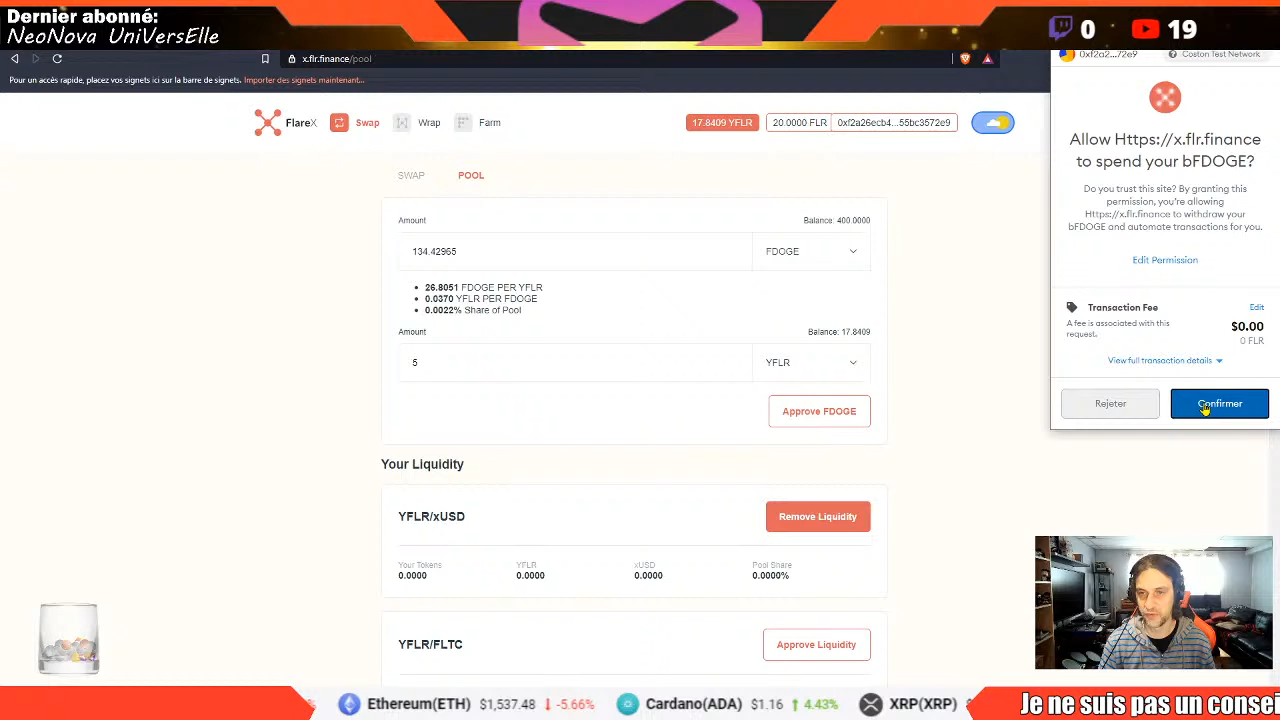 Dernier abonné:
NeoNova UniVersElle
0
19
x.flr.finance/pool
Pour un accès rapide, placez vos signets ici sur la barre de signets. Importer des signets maintenant...
FlareX
Swap
Wrap
Farm
17.8409 YFLR
20.0000 FLR
0xf2a26ecb4...55bc3572e9
SWAP
POOL
Amount
Balance: 400.0000
134.42965
FDOGE
26.8051 FDOGE PER YFLR
0.0370 YFLR PER FDOGE
0.0022% Share of Pool
Amount
Balance: 17.8409
5
YFLR
Approve FDOGE
Your Liquidity
YFLR/xUSD
Remove Liquidity
Your Tokens
YFLR
xUSD
Pool Share
0.0000
0.0000
0.0000
0.0000%
YFLR/FLTC
Approve Liquidity
0xf2a2...72e9
Coston Test Network
Allow Https://x.flr.finance
to spend your bFDOGE?
Do you trust this site? By granting this
permission, you're allowing
Https://x.flr.finance to withdraw your
bFDOGE and automate transactions for you.
Edit Permission
Transaction Fee
Edit
A fee is associated with this
request.
$0.00
0 FLR
View full transaction details
Rejeter
Confirmer
Ethereum(ETH) $1,537.48 ↓ -5.66%
Cardano(ADA) $1.16 ↑ 4.43%
XRP(XRP)
Je ne suis pas un consei